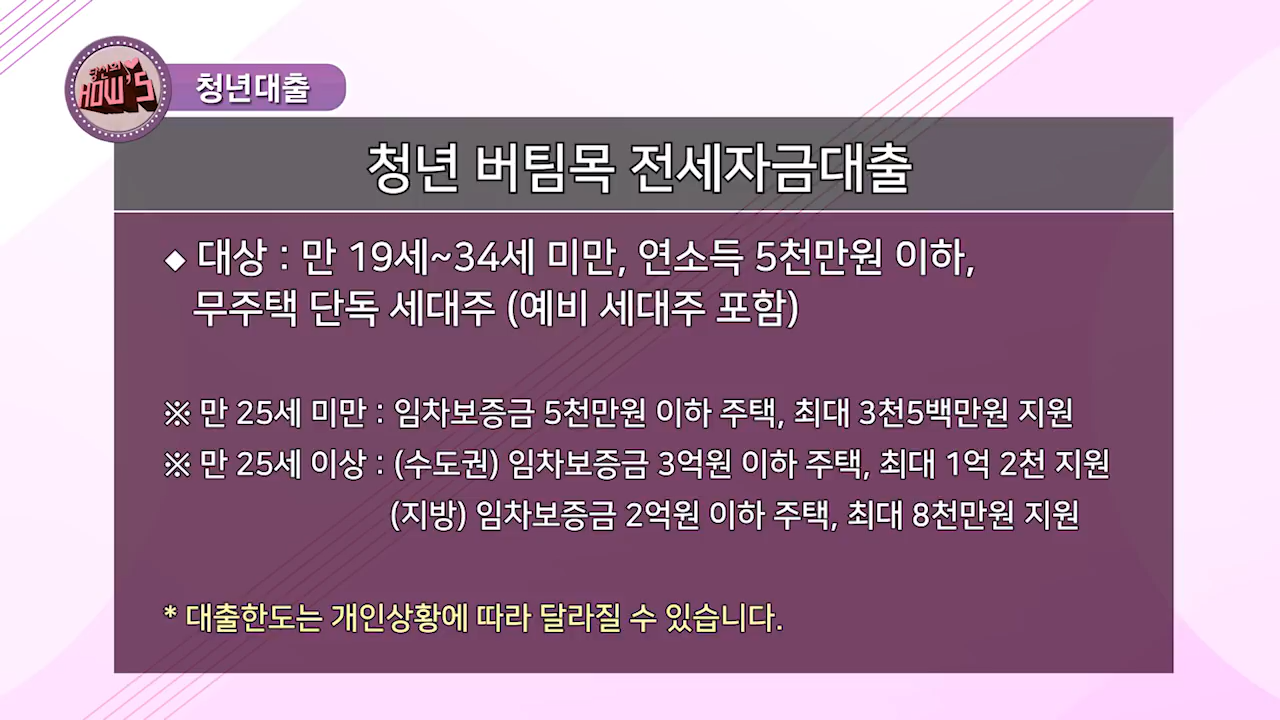 당신의
HOW'S
청년대출
청년 버팀목 전세자금대출
◆ 대상 : 만 19세~34세 미만, 연소득 5천만원 이하,
무주택 단독 세대주 (예비 세대주 포함)
※ 만 25세 미만 : 임차보증금 5천만원 이하 주택, 최대 3천5백만원 지원
※ 만 25세 이상 : (수도권) 임차보증금 3억원 이하 주택, 최대 1억 2천 지원
(지방) 임차보증금 2억원 이하 주택, 최대 8천만원 지원
* 대출한도는 개인상황에 따라 달라질 수 있습니다.